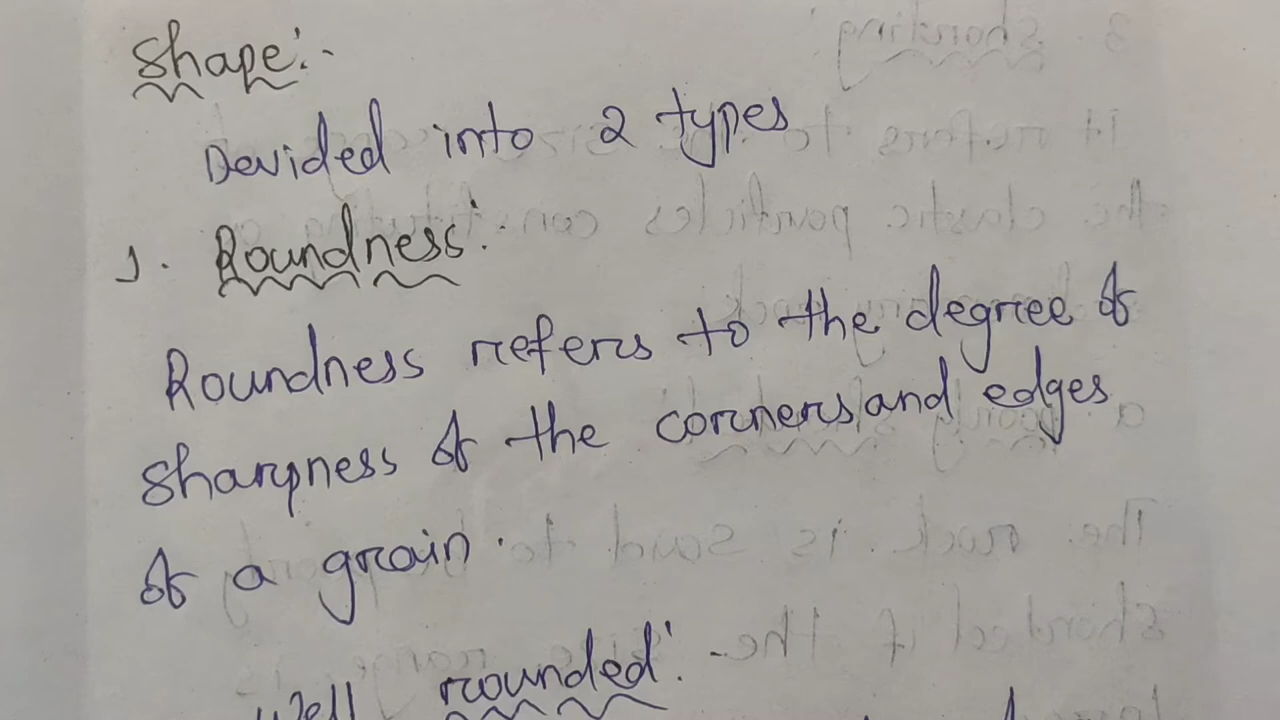 Shape:-
Devided into 2 types
1. Roundness:
Roundness refers to the degree of
sharpness of the corners and edges
of a grain.
Well rounded: